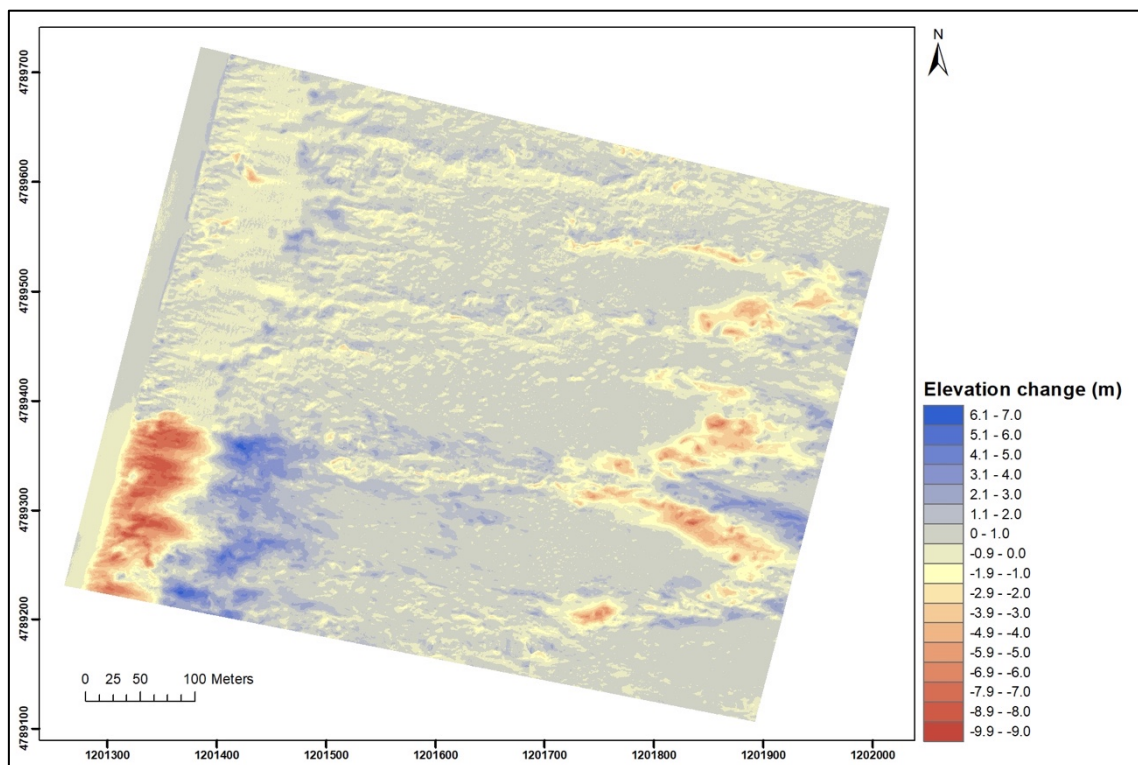 N
4789700
4789600
4789500
4789400
4789300
4789200
4789100
Elevation change (m)
6.1 - 7.0
5.1 - 6.0
4.1 - 5.0
3.1 - 4.0
2.1 - 3.0
1.1 - 2.0
0 - 1.0
-0.9 - 0.0
-1.9 - -1.0
-2.9 - -2.0
-3.9 - -3.0
-4.9 - -4.0
-5.9 - -5.0
-6.9 - -6.0
-7.9 - -7.0
-8.9 - -8.0
-9.9 - -9.0
0 25 50 100 Meters
1201300 1201400 1201500 1201600 1201700 1201800 1201900 1202000